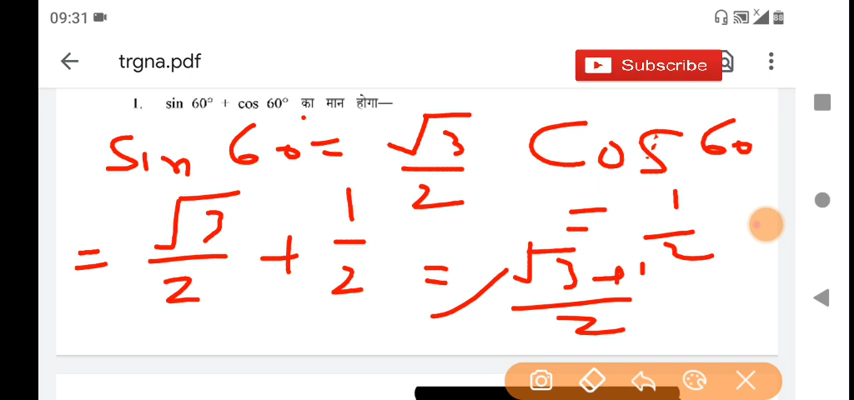 09:31
88
trgna.pdf
Subscribe
1. sin 60° + cos 60° का मान होगा—
Sin 60 = √3/2 Cos 60
= 1/2
= √3/2 + 1/2 = √3+1/2